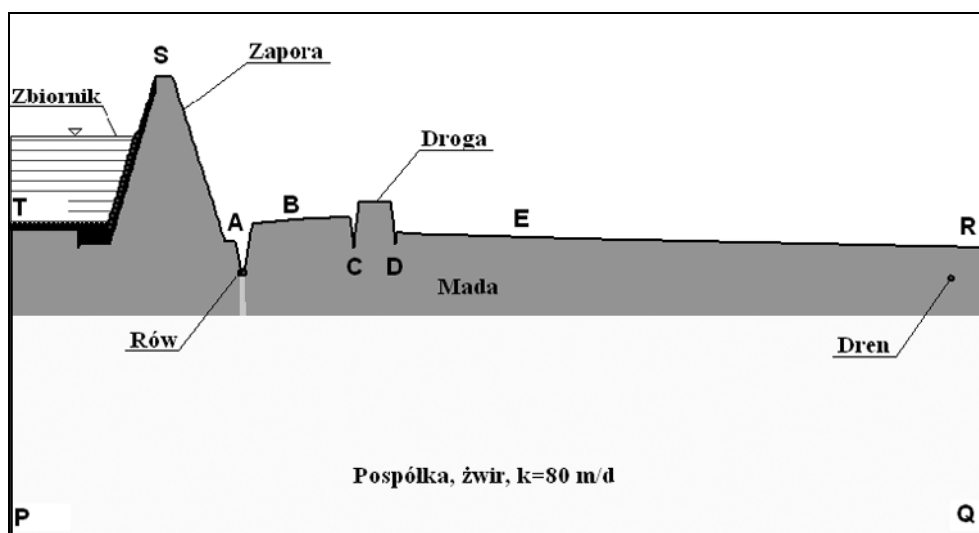 S
Zapora
Zbiornik
Droga
T
A
B
E
R
C
D
Mada
Rów
Dren
Pospółka, żwir, k=80 m/d
P
Q